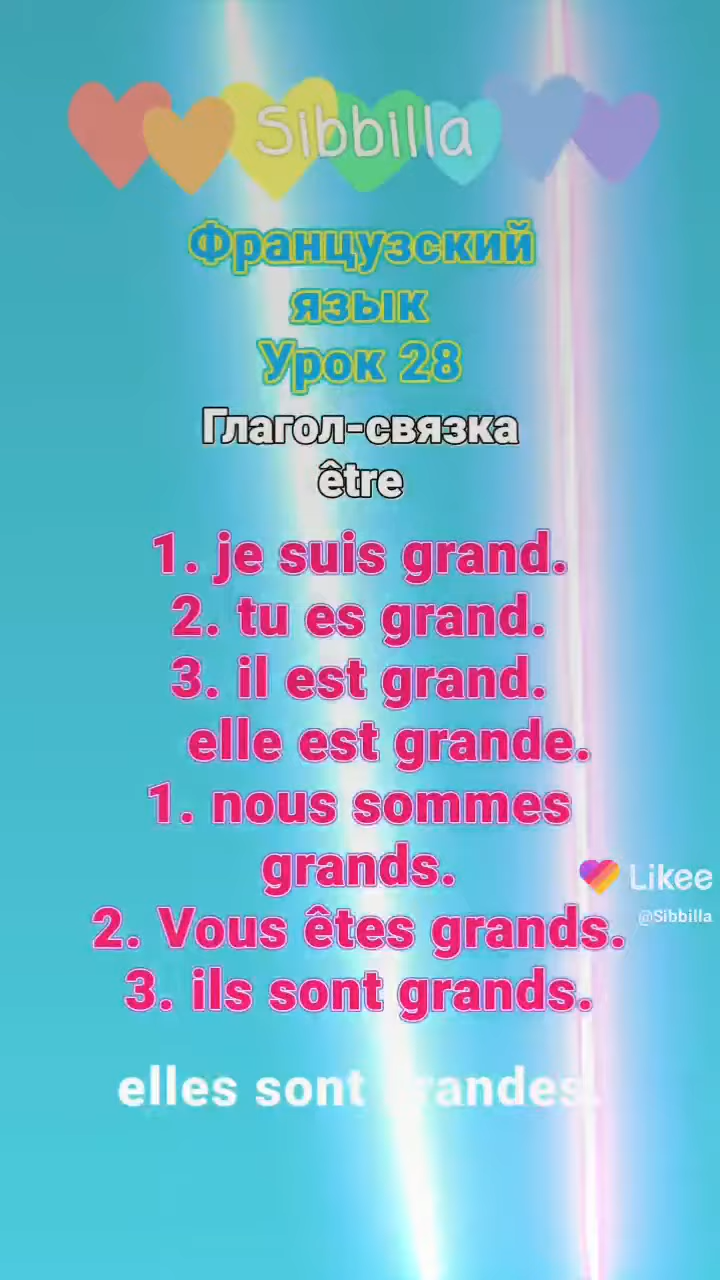 Sibbilla
Французский
язык
Урок 28
Глагол-связка
être
1. je suis grand.
2. tu es grand.
3. il est grand.
elle est grande.
1. nous sommes
grands.
Likee
2. Vous êtes grands.
@Sibbilla
3. ils sont grands.
elles sont grandes.